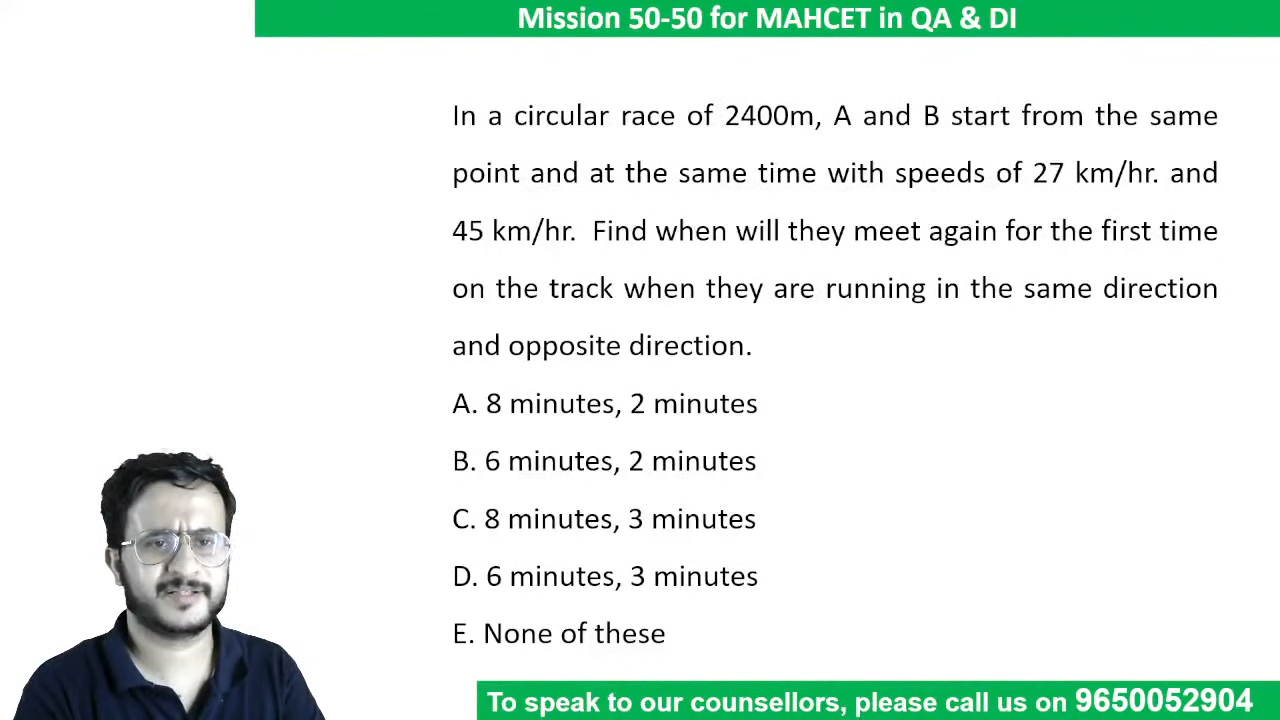 Mission 50-50 for MAHCET in QA & DI
In a circular race of 2400m, A and B start from the same
point and at the same time with speeds of 27 km/hr. and
45 km/hr. Find when will they meet again for the first time
on the track when they are running in the same direction
and opposite direction.
A. 8 minutes, 2 minutes
B. 6 minutes, 2 minutes
C. 8 minutes, 3 minutes
D. 6 minutes, 3 minutes
E. None of these
To speak to our counsellors, please call us on 9650052904